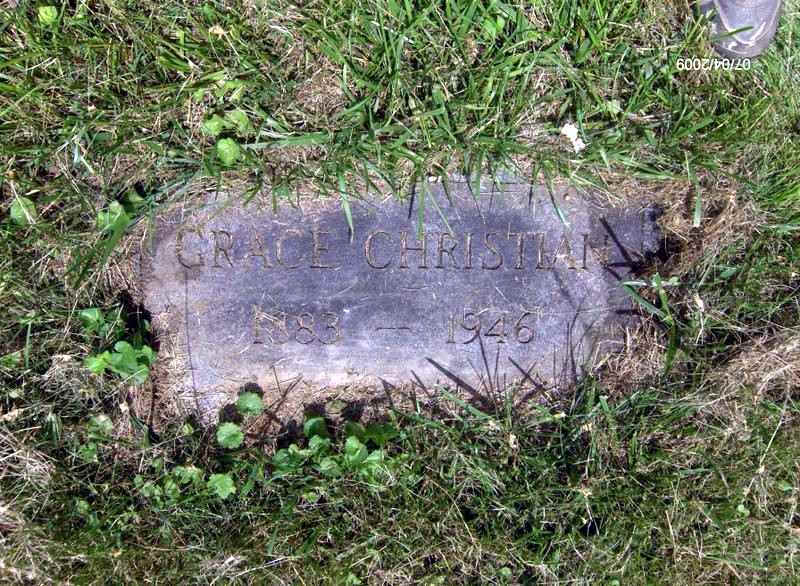 07/04/2009
GRACE CHRISTIAN
1883 — 1946